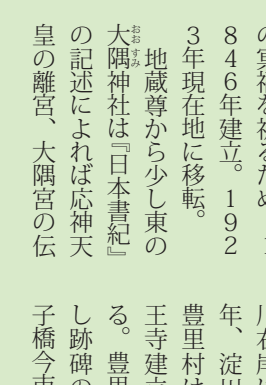 の冥福を祈るため、1
846年建立。192
3年現在地に移転。
地蔵尊から少し東の
大隅神社は『日本書紀』
の記述によれば応神天
皇の離宮、大隅宮の伝
年、淀川
豊里村は
王寺建立
る。豊里
し跡碑の
子橋今市